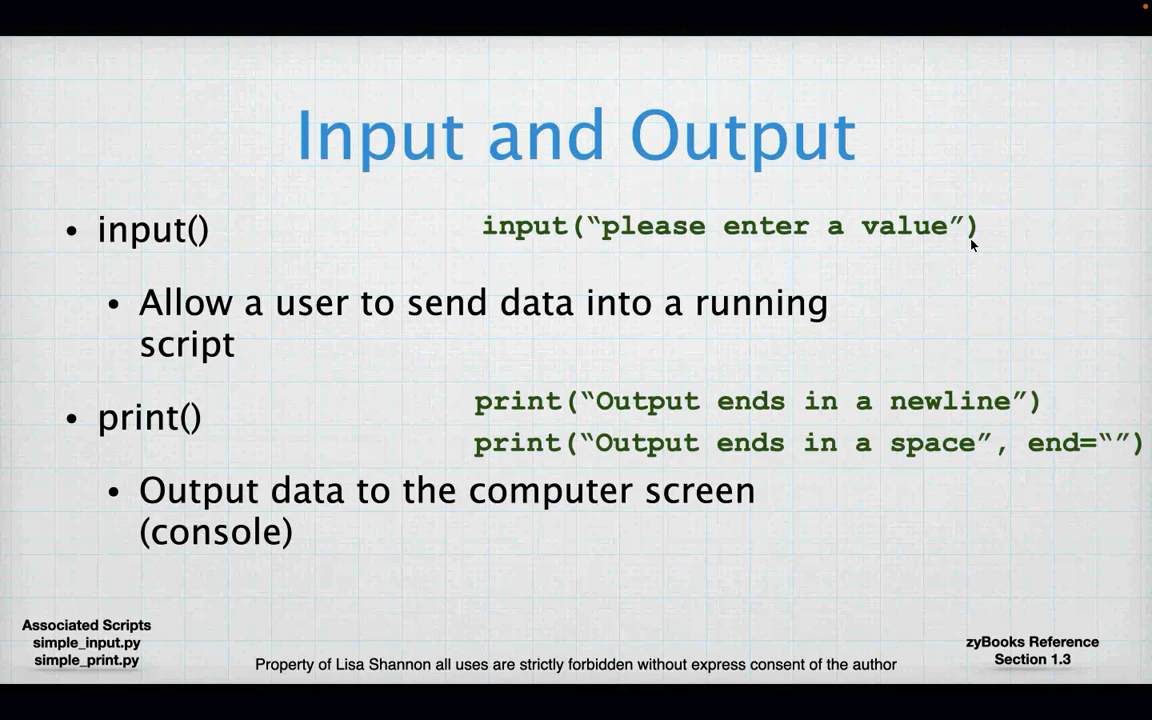 Input and Output
• input()
input(“please enter a value”)
• Allow a user to send data into a running
script
• print()
print(“Output ends in a newline”)
print(“Output ends in a space”, end=“”)
• Output data to the computer screen
(console)
Associated Scripts
simple_input.py
simple_print.py
Property of Lisa Shannon all uses are strictly forbidden without express consent of the author
zyBooks Reference
Section 1.3